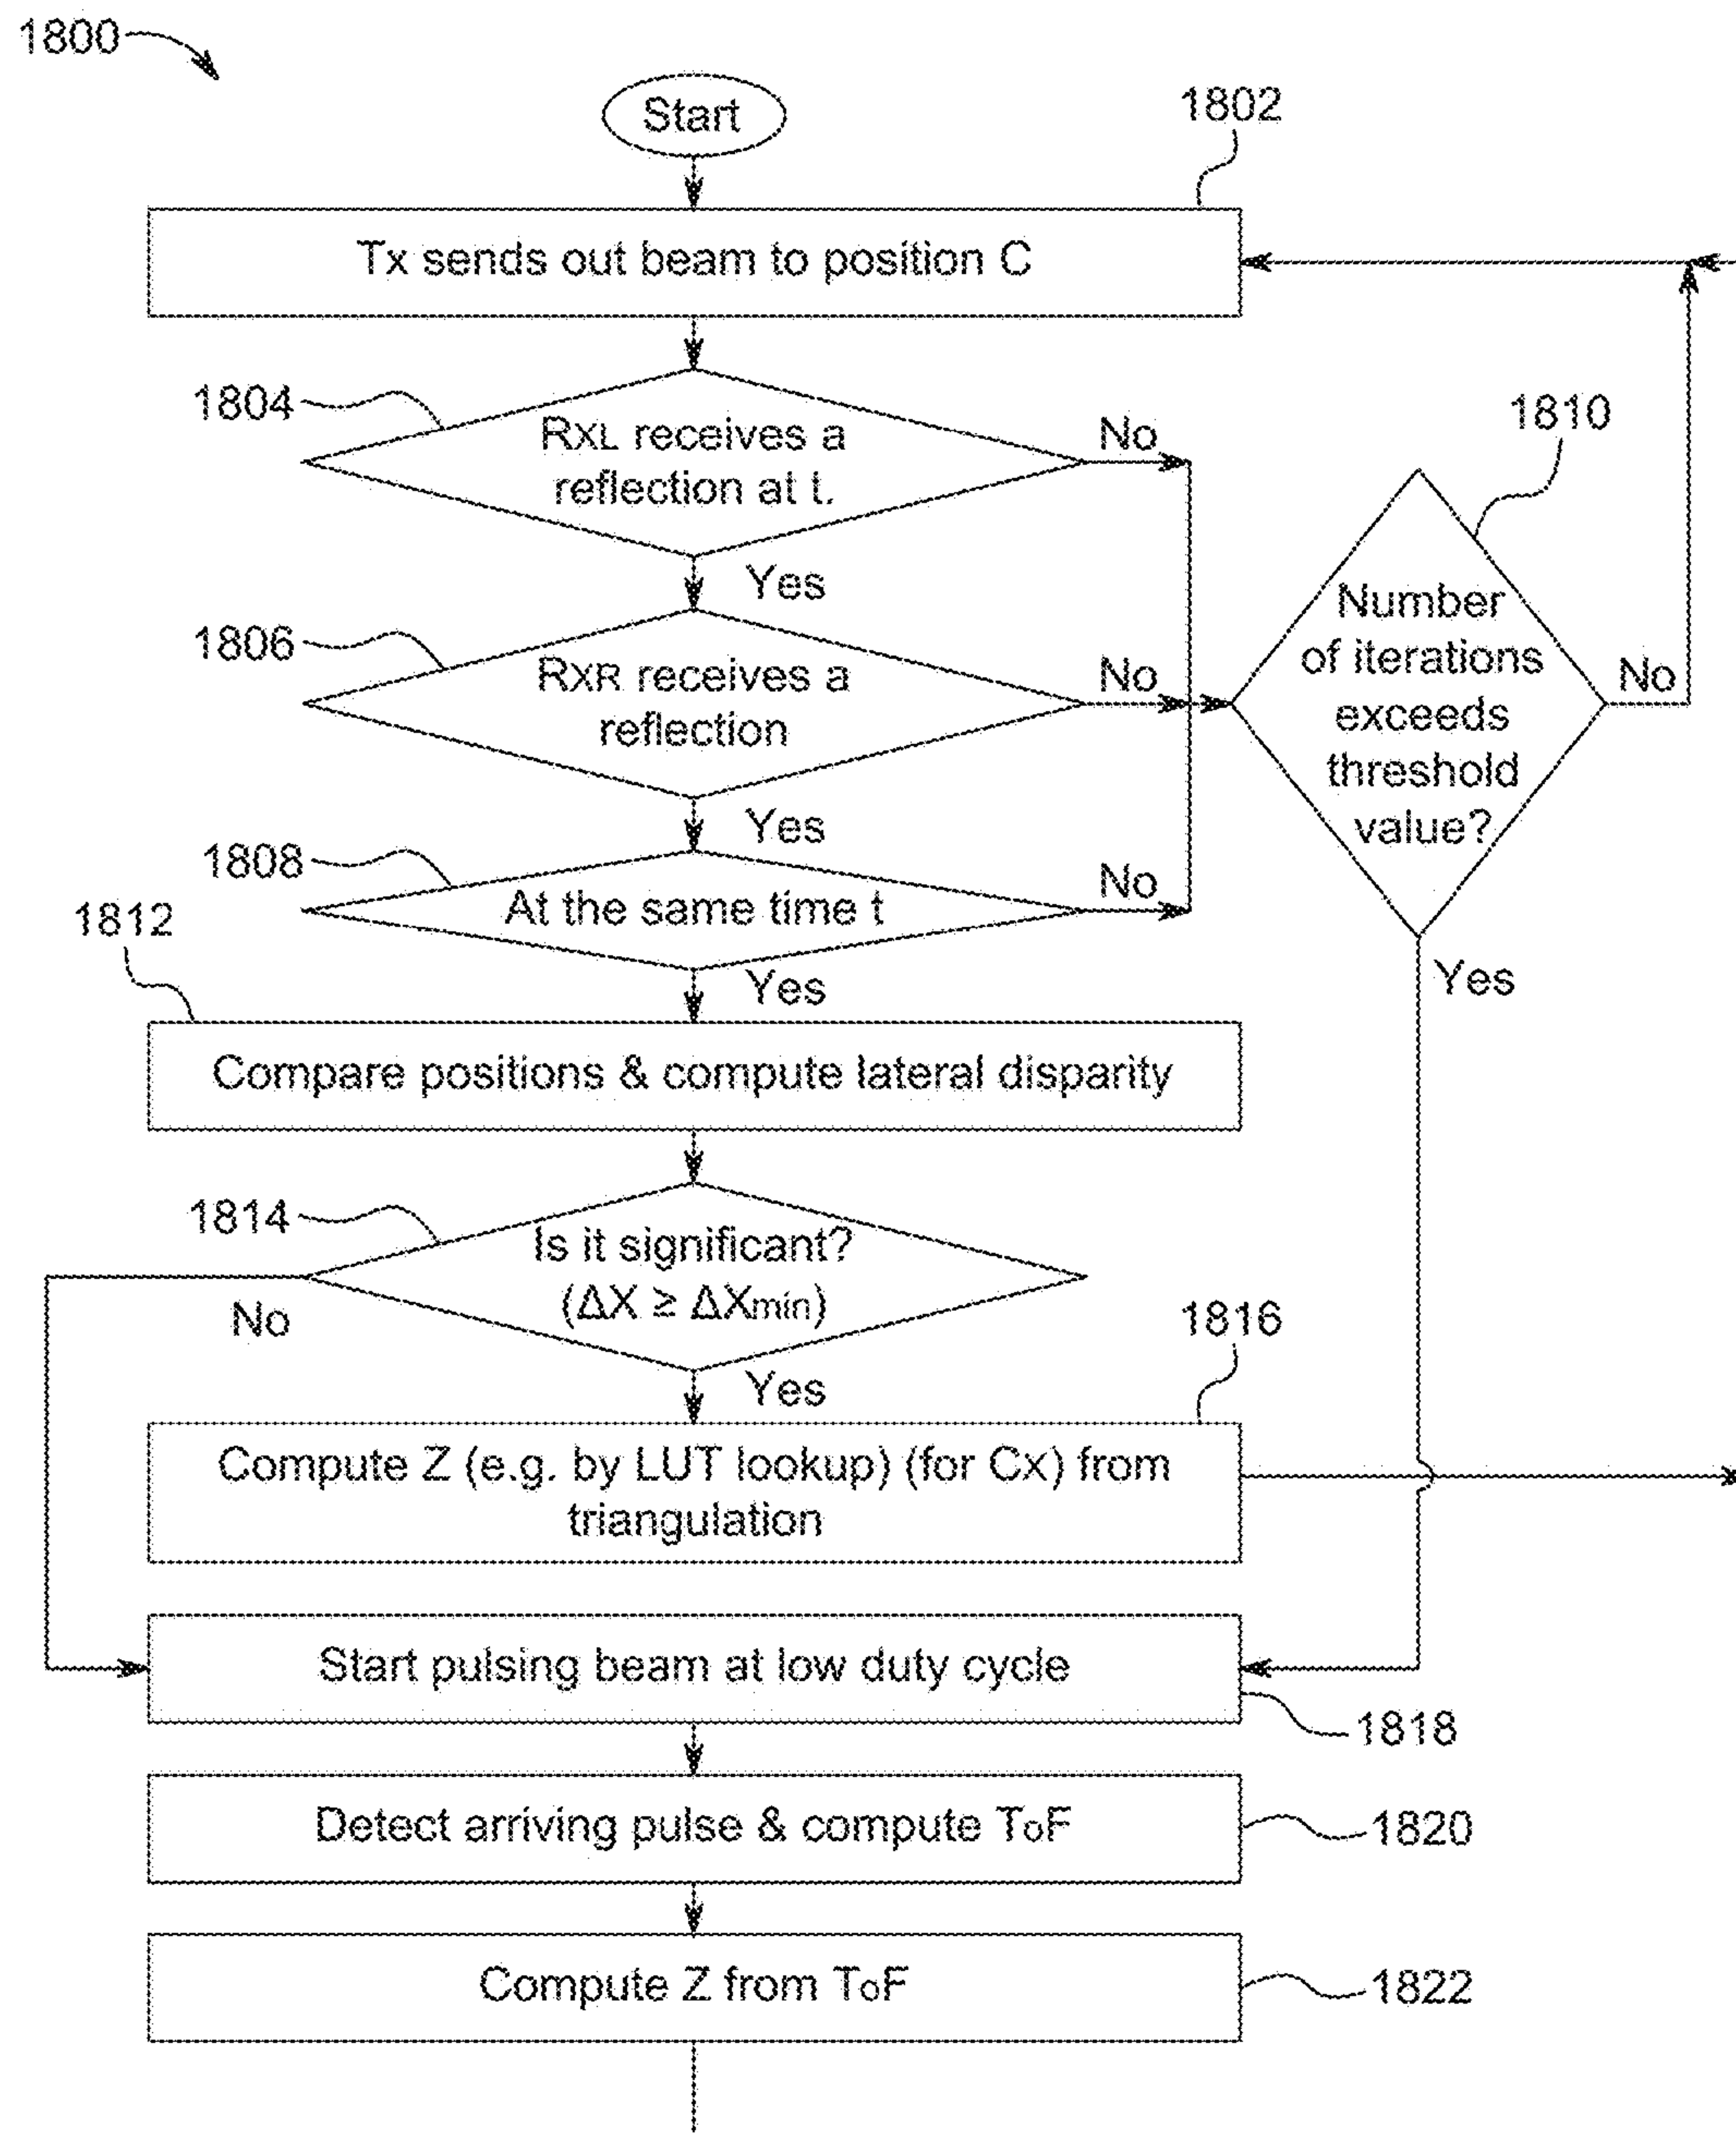 1800
Start
1802
Tx sends out beam to position C
1804
RXL receives a
reflection at t.
No
1810
Yes
Number
of iterations
exceeds
threshold
value?
No
Yes
1806
RXR receives a
reflection
No
Yes
1808
At the same time t
No
Yes
1812
Compare positions & compute lateral disparity
1814
Is it significant?
(ΔX ≥ ΔXmin)
No
Yes
1816
Compute Z (e.g. by LUT lookup) (for CX) from
triangulation
Start pulsing beam at low duty cycle
1818
Detect arriving pulse & compute ToF
1820
Compute Z from ToF
1822